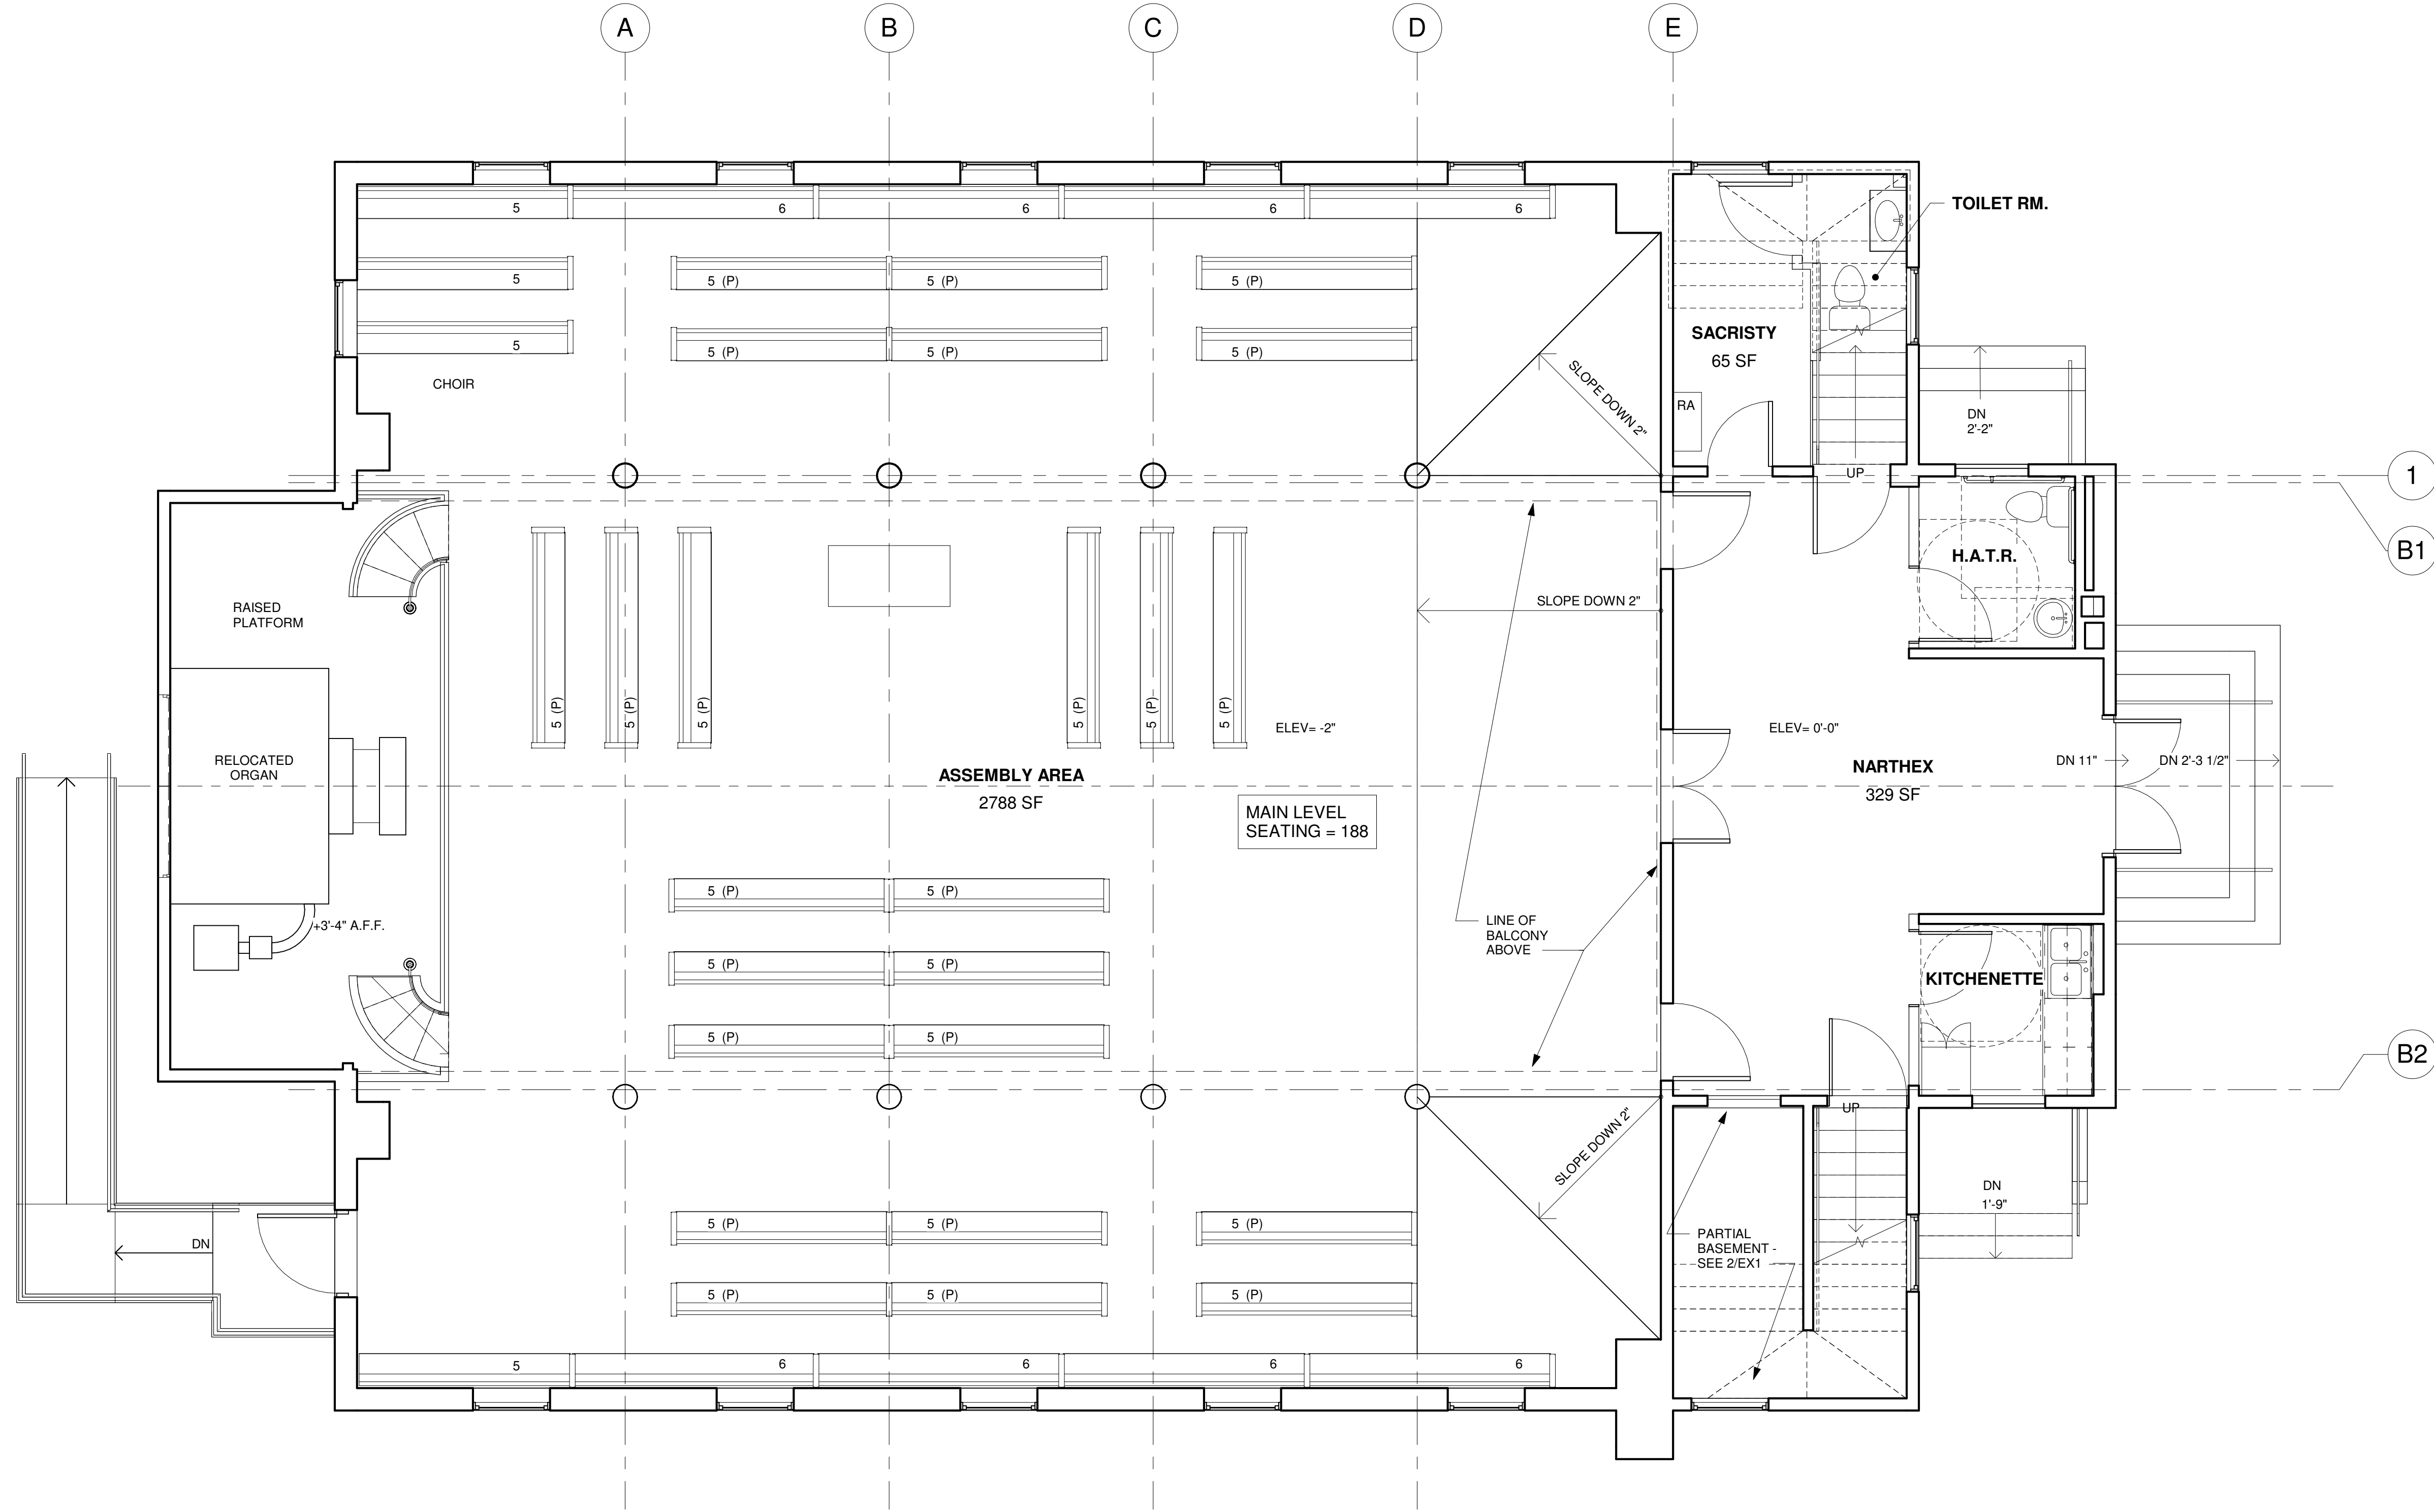 A B C D E
5 6 6 6 6
TOILET RM.
5 5 (P) 5 (P) 5 (P)
5 5 (P) 5 (P) 5 (P)
CHOIR
SLOPE DOWN 2"
SACRISTY
65 SF
RA
DN
2'-2"
UP
1
B1
H.A.T.R.
RAISED
PLATFORM
SLOPE DOWN 2"
5 (P) 5 (P) 5 (P) 5 (P) 5 (P) 5 (P)
ELEV= -2"
ELEV= 0'-0"
RELOCATED
ORGAN
ASSEMBLY AREA
2788 SF
NARTHEX
329 SF
DN 11"
DN 2'-3 1/2"
MAIN LEVEL
SEATING = 188
5 (P) 5 (P)
+3'-4" A.F.F.
LINE OF
BALCONY
ABOVE
5 (P) 5 (P)
KITCHENETTE
5 (P) 5 (P)
B2
UP
SLOPE DOWN 2"
DN
1'-9"
5 (P) 5 (P) 5 (P)
DN
PARTIAL
BASEMENT -
SEE 2/EX1
5 (P) 5 (P) 5 (P)
5 6 6 6 6